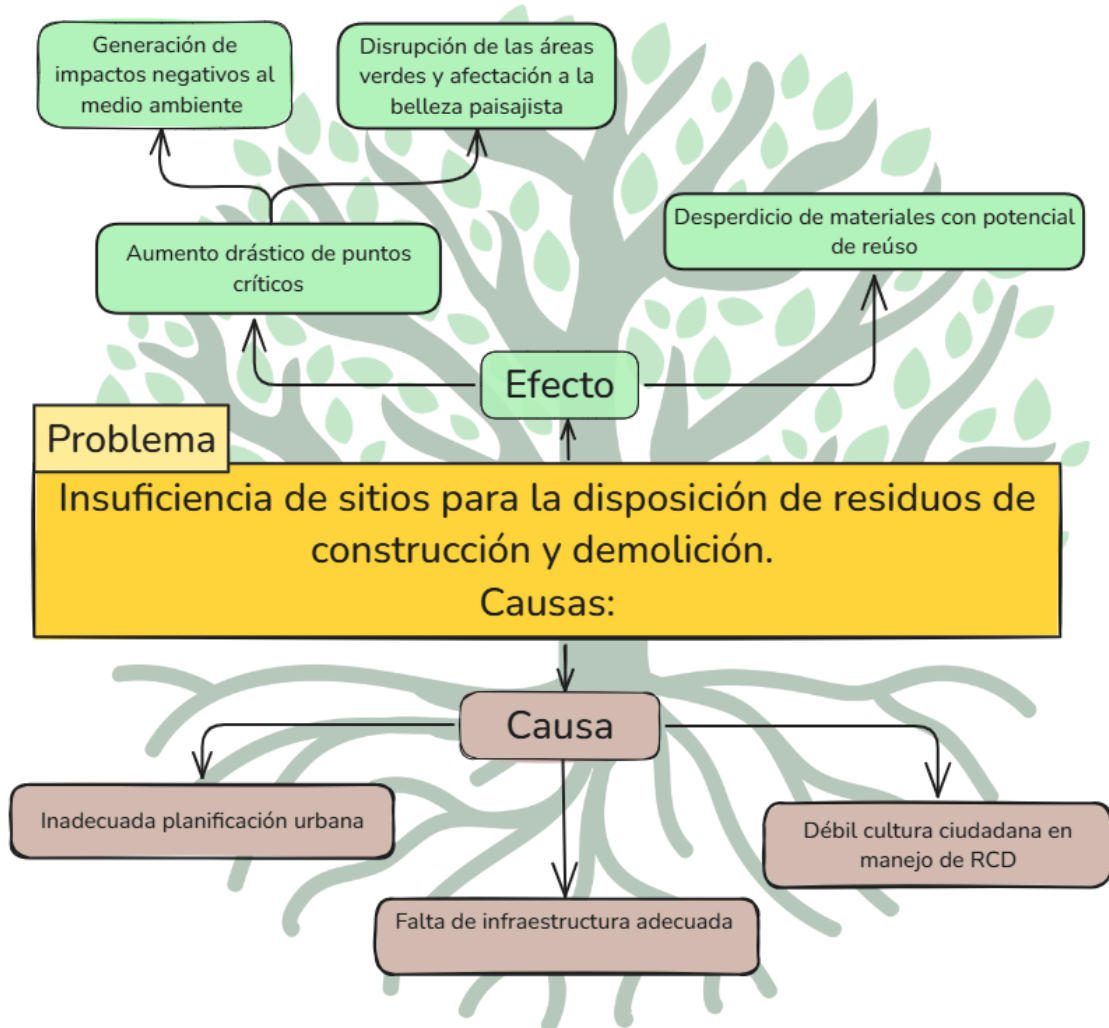 Generación de
impactos negativos al
medio ambiente
Disrupción de las áreas
verdes y afectación a la
belleza paisajista
Aumento drástico de puntos
críticos
Desperdicio de materiales con potencial
de reúso
Efecto
Problema
Insuficiencia de sitios para la disposición de residuos de
construcción y demolición.
Causas:
Causa
Inadecuada planificación urbana
Débil cultura ciudadana en
manejo de RCD
Falta de infraestructura adecuada